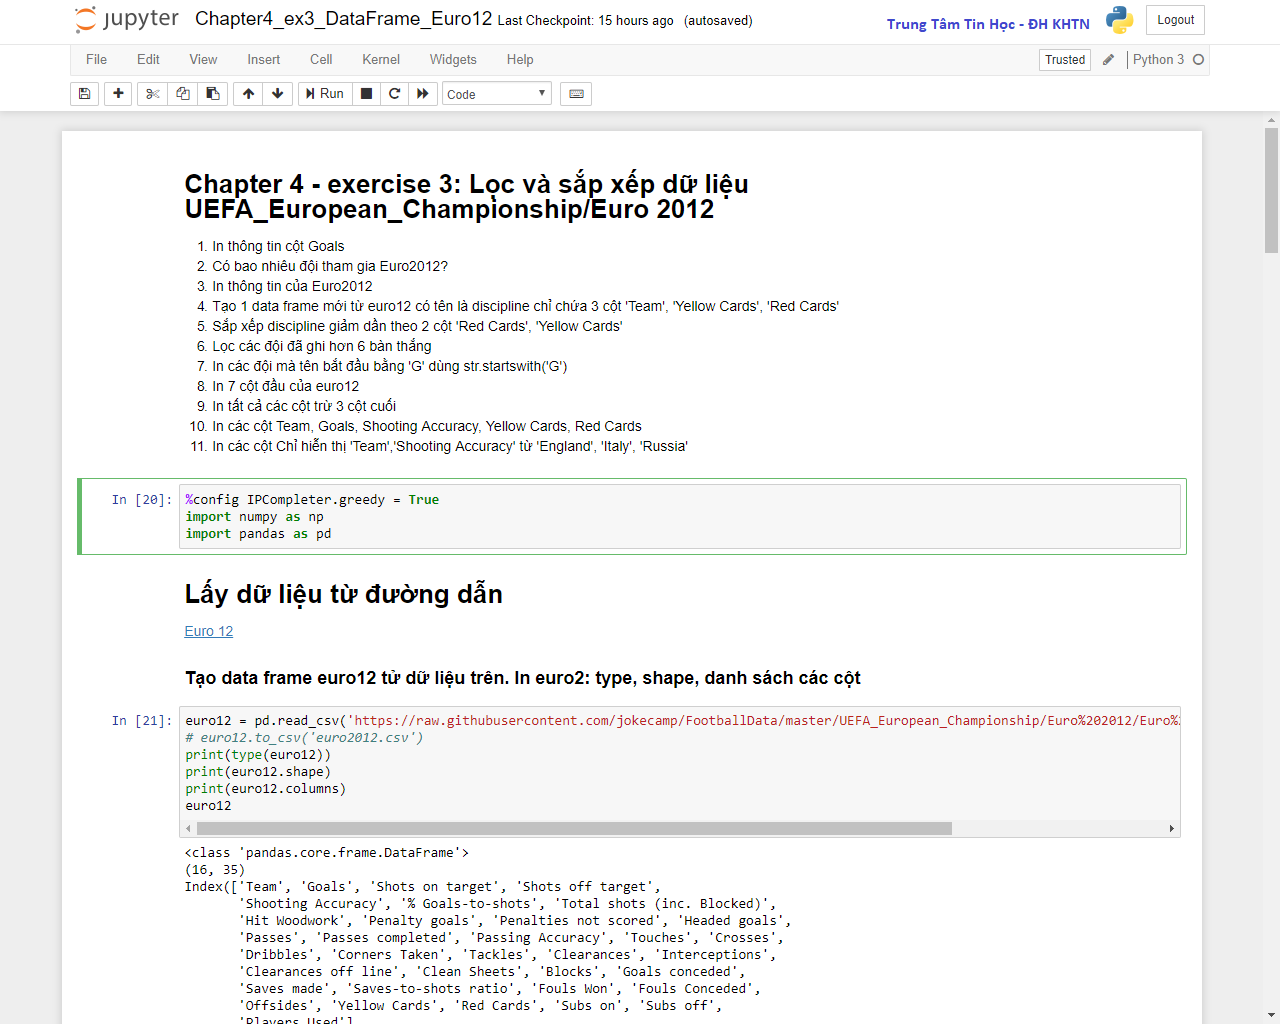 jupyter Chapter4_ex3_DataFrame_Euro12 Last Checkpoint: 15 hours ago (autosaved)
Trung Tâm Tin Học - ĐH KHTN
Logout
File Edit View Insert Cell Kernel Widgets Help
Trusted
Python 3
Run
Code
Chapter 4 - exercise 3: Lọc và sắp xếp dữ liệu
UEFA_European_Championship/Euro 2012
1. In thông tin cột Goals
2. Có bao nhiêu đội tham gia Euro2012?
3. In thông tin của Euro2012
4. Tạo 1 data frame mới từ euro12 có tên là discipline chỉ chứa 3 cột 'Team', 'Yellow Cards', 'Red Cards'
5. Sắp xếp discipline giảm dần theo 2 cột 'Red Cards', 'Yellow Cards'
6. Lọc các đội đã ghi hơn 6 bàn thắng
7. In các đội mà tên bắt đầu bằng 'G' dùng str.startswith('G')
8. In 7 cột đầu của euro12
9. In tất cả các cột trừ 3 cột cuối
10. In các cột Team, Goals, Shooting Accuracy, Yellow Cards, Red Cards
11. In các cột Chỉ hiển thị 'Team','Shooting Accuracy' từ 'England', 'Italy', 'Russia'
In [20]:
%config IPCompleter.greedy = True
import numpy as np
import pandas as pd
Lấy dữ liệu từ đường dẫn
Euro 12
Tạo data frame euro12 từ dữ liệu trên. In euro2: type, shape, danh sách các cột
In [21]:
euro12 = pd.read_csv('https://raw.githubusercontent.com/jokecamp/FootballData/master/UEFA_European_Championship/Euro%202012/Euro%
# euro12.to_csv('euro2012.csv')
print(type(euro12))
print(euro12.shape)
print(euro12.columns)
euro12
<class 'pandas.core.frame.DataFrame'>
(16, 35)
Index(['Team', 'Goals', 'Shots on target', 'Shots off target',
'Shooting Accuracy', '% Goals-to-shots', 'Total shots (inc. Blocked)',
'Hit Woodwork', 'Penalty goals', 'Penalties not scored', 'Headed goals',
'Passes', 'Passes completed', 'Passing Accuracy', 'Touches', 'Crosses',
'Dribbles', 'Corners Taken', 'Tackles', 'Clearances', 'Interceptions',
'Clearances off line', 'Clean Sheets', 'Blocks', 'Goals conceded',
'Saves made', 'Saves-to-shots ratio', 'Fouls Won', 'Fouls Conceded',
'Offsides', 'Yellow Cards', 'Red Cards', 'Subs on', 'Subs off',
'Players Used']